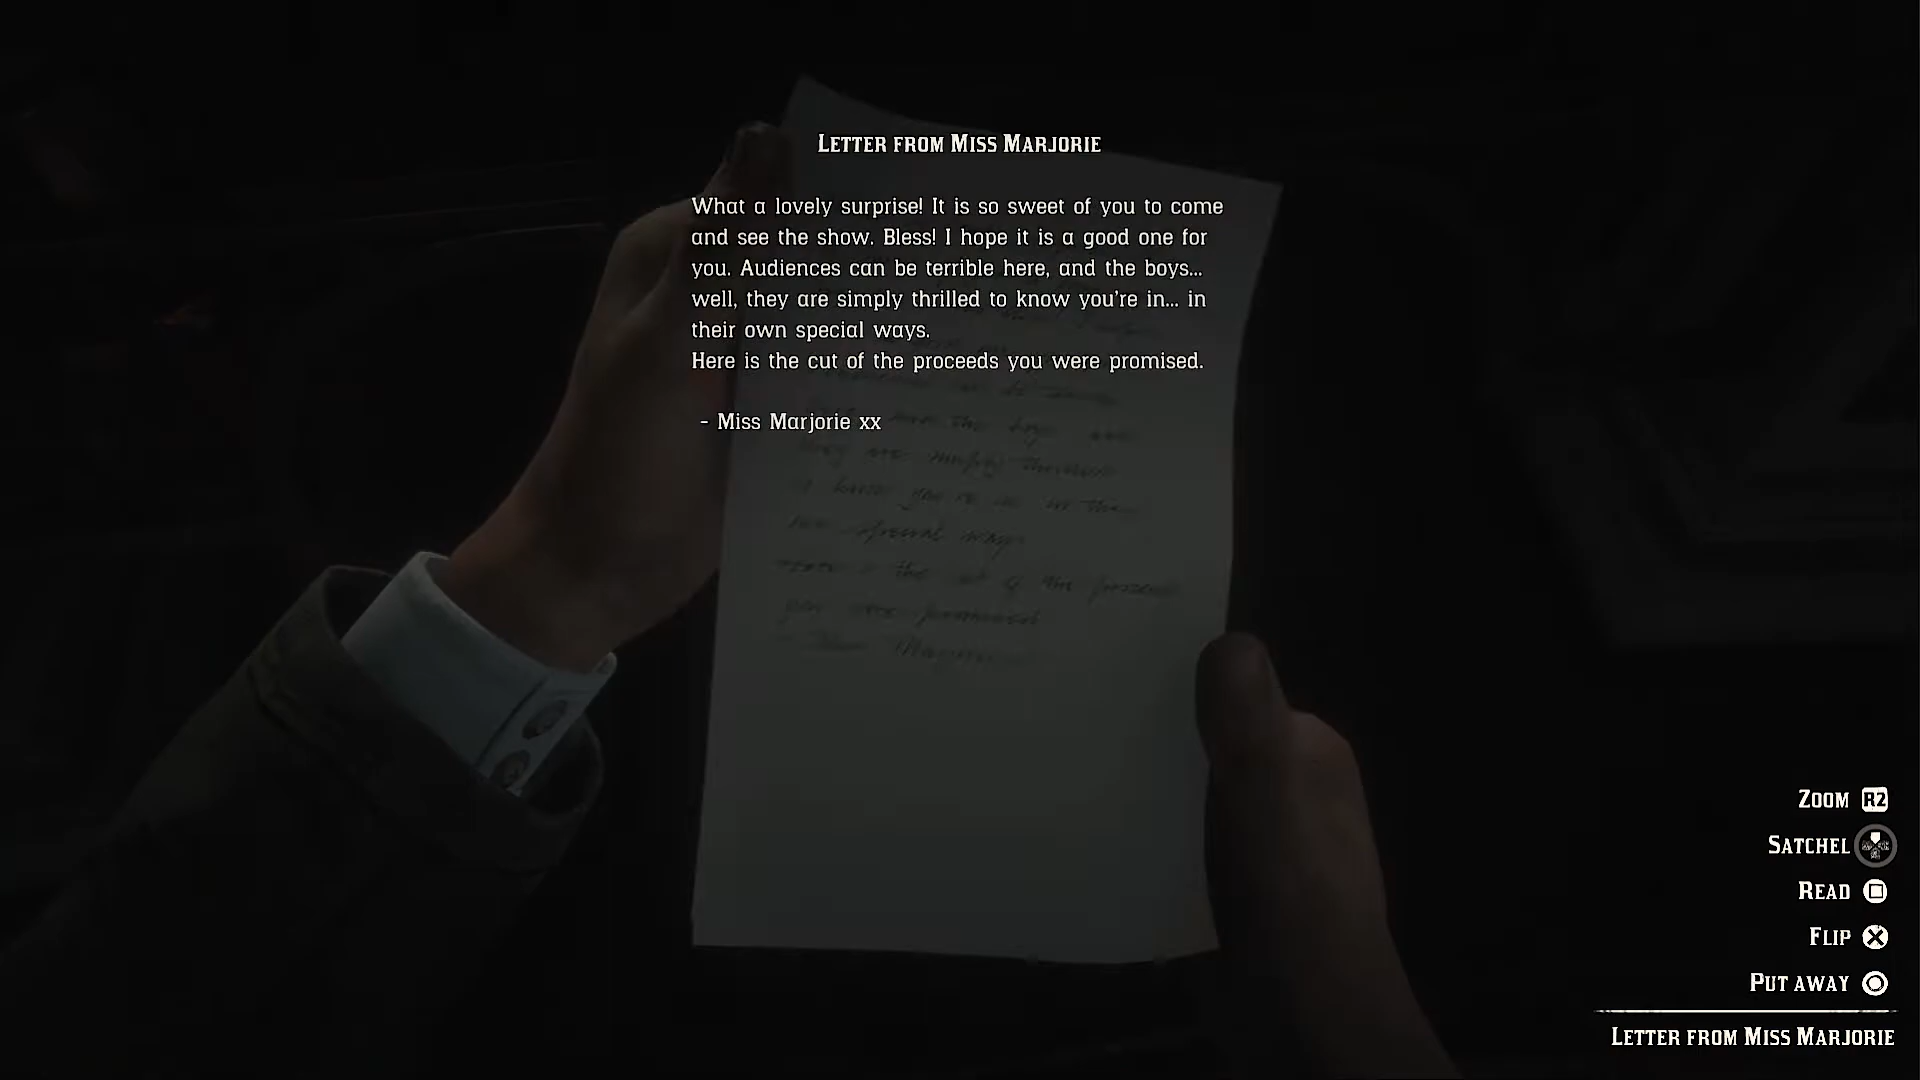 Letter from Miss Marjorie
What a lovely surprise! It is so sweet of you to come
and see the show. Bless! I hope it is a good one for
you. Audiences can be terrible here, and the boys...
well, they are simply thrilled to know you're in... in
their own special ways.
Here is the cut of the proceeds you were promised.
- Miss Marjorie xx
Zoom R2
Satchel
Read
Flip
Put away
Letter from Miss Marjorie